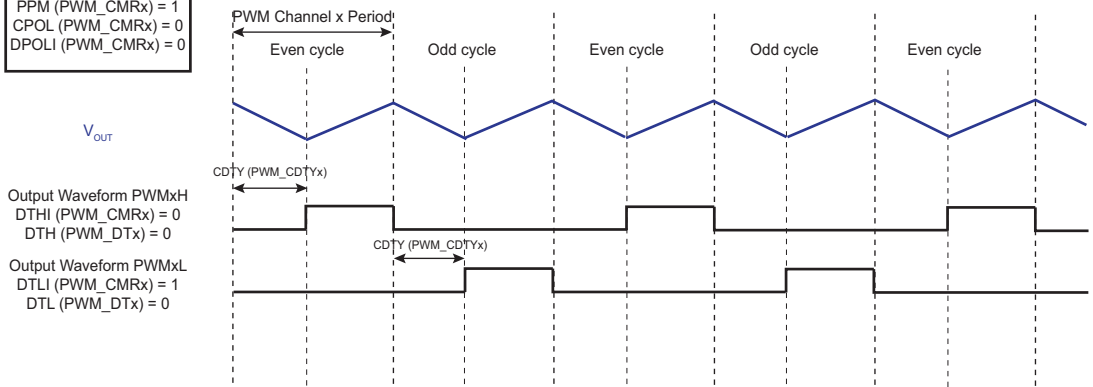 PPM (PWM_CMRx) = 1
CPOL (PWM_CMRx) = 0
DPOLI (PWM_CMRx) = 0
PWM Channel x Period
Even cycle
Odd cycle
Even cycle
Odd cycle
Even cycle
VOUT
CDTY (PWM_CDTYx)
Output Waveform PWMxH
DTHI (PWM_CMRx) = 0
DTH (PWM_DTx) = 0
CDTY (PWM_CDTYx)
Output Waveform PWMxL
DTLI (PWM_CMRx) = 1
DTL (PWM_DTx) = 0